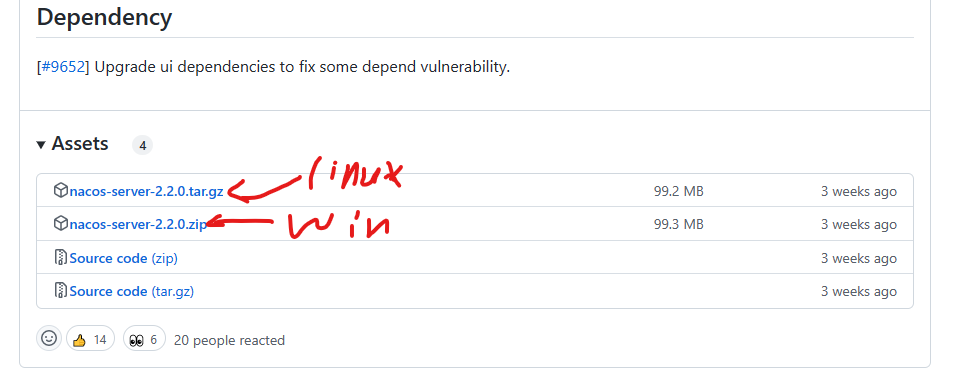 Dependency
[#9652] Upgrade ui dependencies to fix some depend vulnerability.
Assets 4
nacos-server-2.2.0.tar.gz linux 99.2 MB 3 weeks ago
nacos-server-2.2.0.zip win 99.3 MB 3 weeks ago
Source code (zip) 3 weeks ago
Source code (tar.gz) 3 weeks ago
14 6 20 people reacted